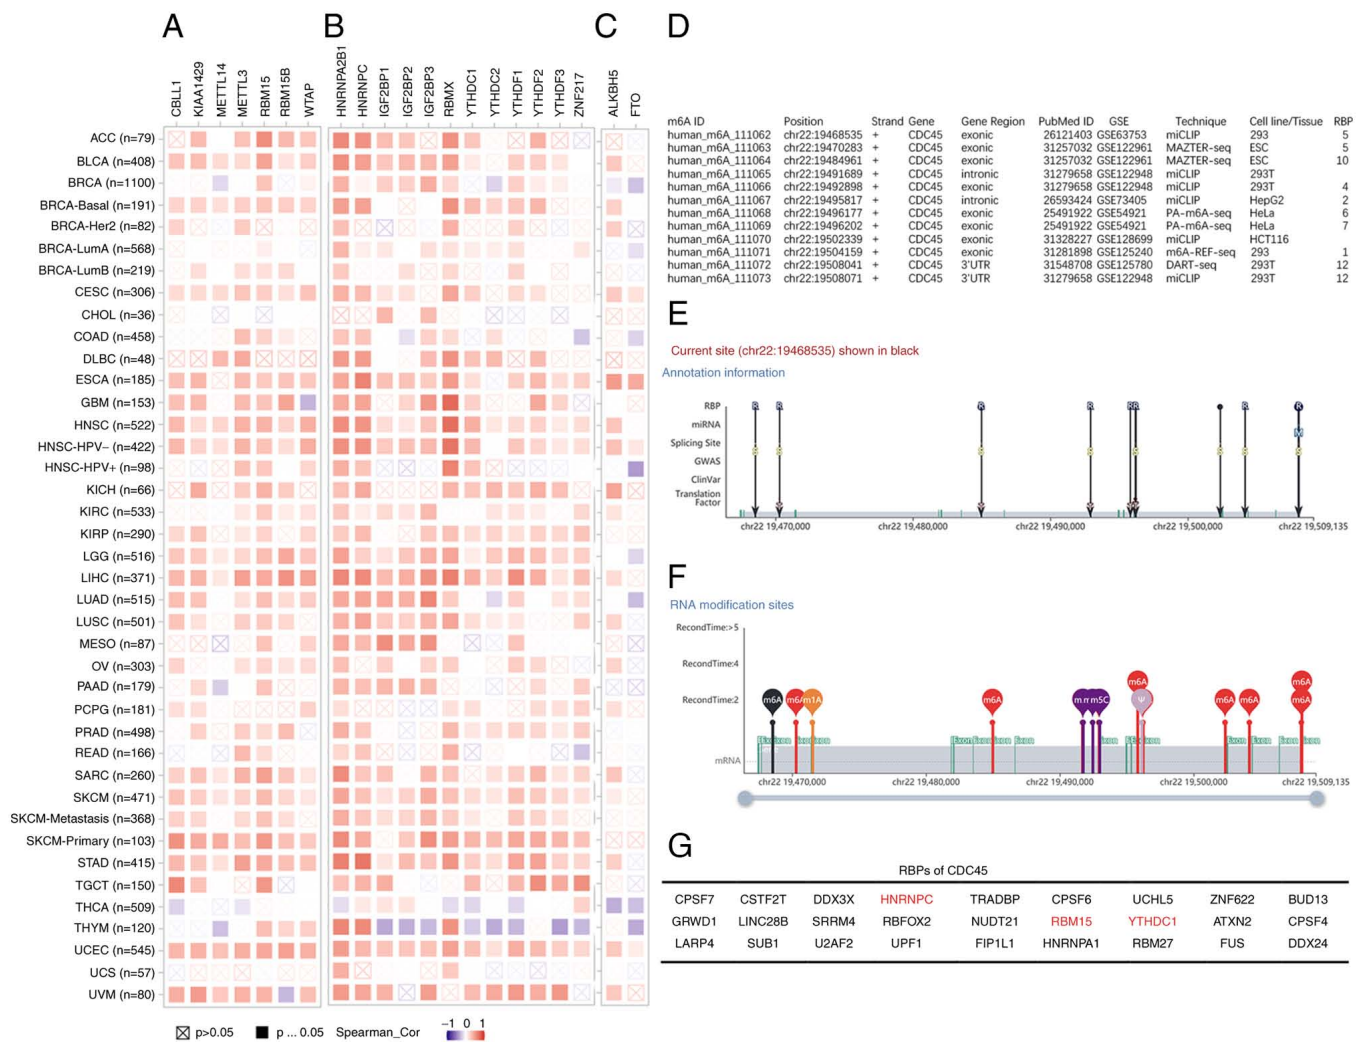 A
B
C
D
CBLL1
KIAA1429
METTL14
METTL3
RBM15
RBM15B
WTAP
HNRNPA2B1
HNRNPC
IGF2BP1
IGF2BP2
IGF2BP3
RBMX
YTHDC1
YTHDC2
YTHDF1
YTHDF2
YTHDF3
ZNF217
ALKBH5
FTO
ACC (n=79)
BLCA (n=408)
BRCA (n=1100)
BRCA-Basal (n=191)
BRCA-Her2 (n=82)
BRCA-LumA (n=568)
BRCA-LumB (n=219)
CESC (n=306)
CHOL (n=36)
COAD (n=458)
DLBC (n=48)
ESCA (n=185)
GBM (n=153)
HNSC (n=522)
HNSC-HPV− (n=422)
HNSC-HPV+ (n=98)
KICH (n=66)
KIRC (n=533)
KIRP (n=290)
LGG (n=516)
LIHC (n=371)
LUAD (n=515)
LUSC (n=501)
MESO (n=87)
OV (n=303)
PAAD (n=179)
PCPG (n=181)
PRAD (n=498)
READ (n=166)
SARC (n=260)
SKCM (n=471)
SKCM-Metastasis (n=368)
SKCM-Primary (n=103)
STAD (n=415)
TGCT (n=150)
THCA (n=509)
THYM (n=120)
UCEC (n=545)
UCS (n=57)
UVM (n=80)
p>0.05
p ... 0.05
Spearman_Cor
−1 0 1
m6A ID Position Strand Gene Gene Region PubMed ID GSE Technique Cell line/Tissue RBP
human_m6A_111062 chr22:19468535 + CDC45 exonic 26121403 GSE63753 miCLIP 293 5
human_m6A_111063 chr22:19470283 + CDC45 exonic 31257032 GSE122961 MAZTER-seq ESC 5
human_m6A_111064 chr22:19484961 + CDC45 exonic 31257032 GSE122961 MAZTER-seq ESC 10
human_m6A_111065 chr22:19491689 + CDC45 intronic 31279658 GSE122948 miCLIP 293T
human_m6A_111066 chr22:19492898 + CDC45 exonic 31279658 GSE122948 miCLIP 293T 4
human_m6A_111067 chr22:19495817 + CDC45 intronic 26593424 GSE73405 miCLIP HepG2 2
human_m6A_111068 chr22:19496177 + CDC45 exonic 25491922 GSE54921 PA-m6A-seq HeLa 6
human_m6A_111069 chr22:19496202 + CDC45 exonic 25491922 GSE54921 PA-m6A-seq HeLa 7
human_m6A_111070 chr22:19502339 + CDC45 exonic 31328227 GSE128699 miCLIP HCT116
human_m6A_111071 chr22:19504159 + CDC45 exonic 31281898 GSE125240 m6A-REF-seq 293 1
human_m6A_111072 chr22:19508041 + CDC45 3'UTR 31548708 GSE125780 DART-seq 293T 12
human_m6A_111073 chr22:19508071 + CDC45 3'UTR 31279658 GSE122948 miCLIP 293T 12
E
Current site (chr22:19468535) shown in black
Annotation information
RBP
miRNA
Splicing Site
GWAS
ClinVar
Translation
Factor
R R R R R R R R
M
S S S S S S S S
chr22 19,470,000 chr22 19,480,000 chr22 19,490,000 chr22 19,500,000 chr22 19,509,135
F
RNA modification sites
RecondTime:>5
RecondTime:4
RecondTime:2
m6A m6A
m6A m6A m1A m6A m5C Ψ m6A m6A m6A
Exon Exon Exon Exon Exon Exon Exon
mRNA
chr22 19,470,000 chr22 19,480,000 chr22 19,490,000 chr22 19,500,000 chr22 19,509,135
G
RBPs of CDC45
CPSF7 CSTF2T DDX3X HNRNPC TRADBP CPSF6 UCHL5 ZNF622 BUD13
GRWD1 LINC28B SRRM4 RBFOX2 NUDT21 RBM15 YTHDC1 ATXN2 CPSF4
LARP4 SUB1 U2AF2 UPF1 FIP1L1 HNRNPA1 RBM27 FUS DDX24